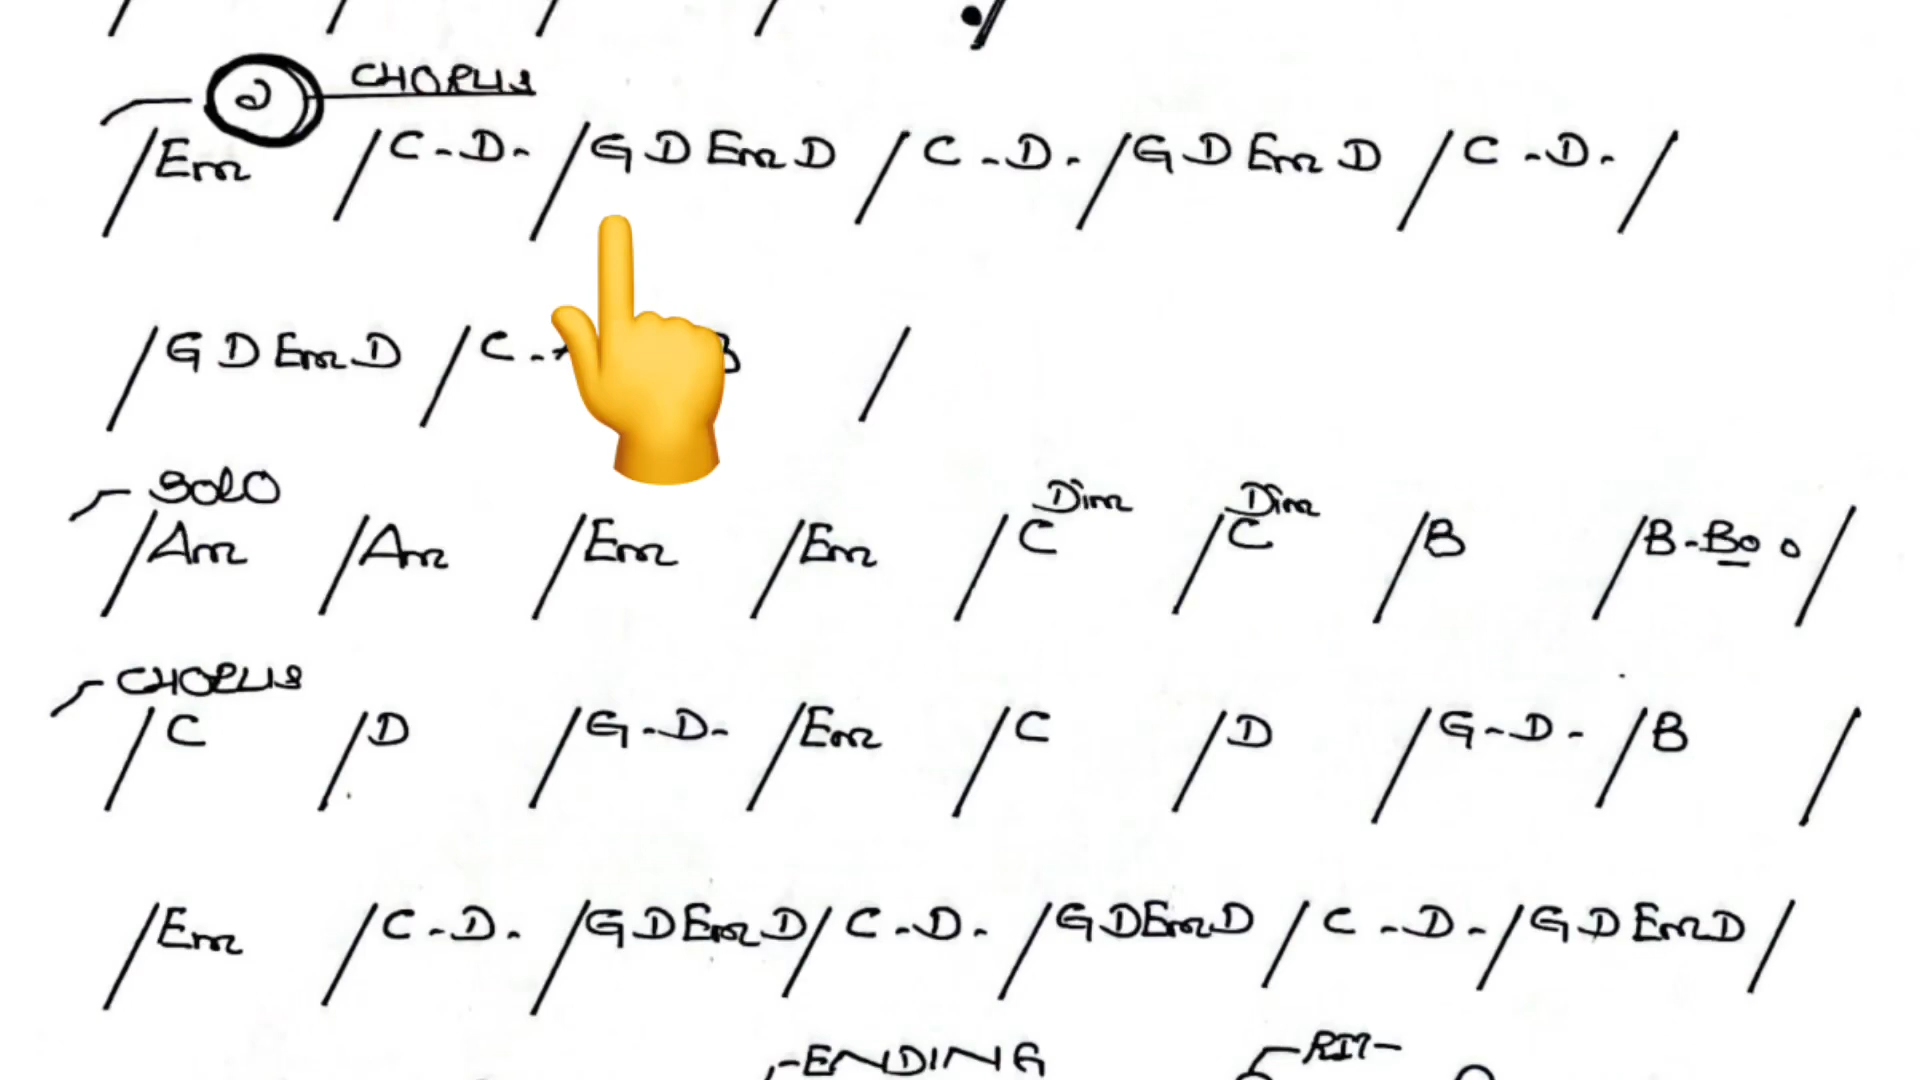 2 CHORUS
/Em /C-D- /G D Em D /C-D- /G D Em D /C-D- /
/G D Em D /C- B /
SOLO
/Am /Am /Em /Em /C Dim /C Dim /B /B-Bo o /
CHORUS
/C /D /G-D- /Em /C /D /G-D- /B /
/Em /C-D- /G D Em D /C-D- /G D Em D /C-D- /G D Em D /
ENDING RIT-